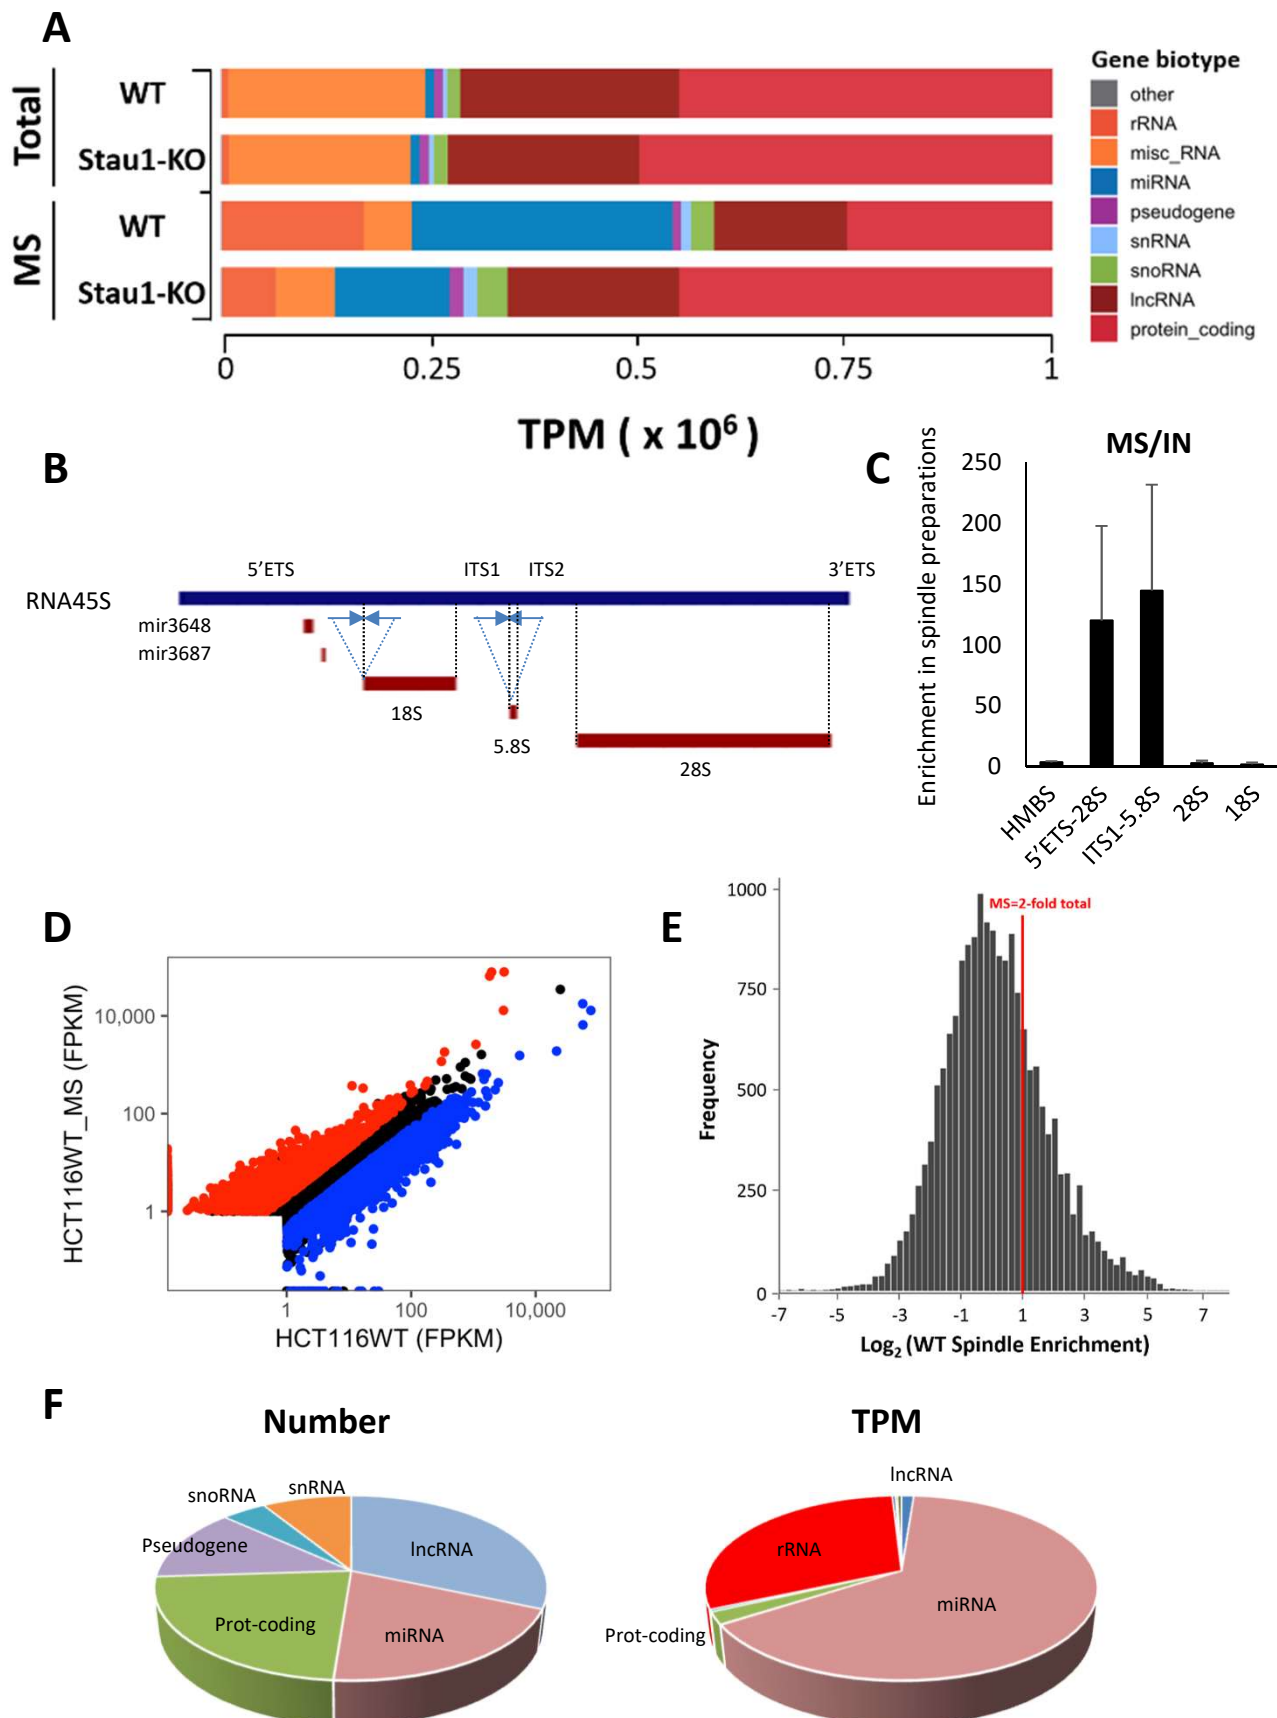 A
Total
WT
Stau1-KO
MS
WT
Stau1-KO
0
0.25
0.5
0.75
1
TPM ( x 10⁶ )
Gene biotype
other
rRNA
misc_RNA
miRNA
pseudogene
snRNA
snoRNA
lncRNA
protein_coding
B
5'ETS
ITS1
ITS2
3'ETS
RNA45S
mir3648
mir3687
18S
5.8S
28S
C
MS/IN
Enrichment in spindle preparations
250
200
150
100
50
0
HMBS
5'ETS-28S
ITS1-5.8S
28S
18S
D
HCT116WT_MS (FPKM)
10,000
100
1
1
100
10,000
HCT116WT (FPKM)
E
Frequency
1000
750
500
250
0
MS=2-fold total
-7
-5
-3
-1
1
3
5
7
Log₂ (WT Spindle Enrichment)
F
Number
snoRNA
snRNA
Pseudogene
lncRNA
Prot-coding
miRNA
TPM
lncRNA
rRNA
miRNA
Prot-coding